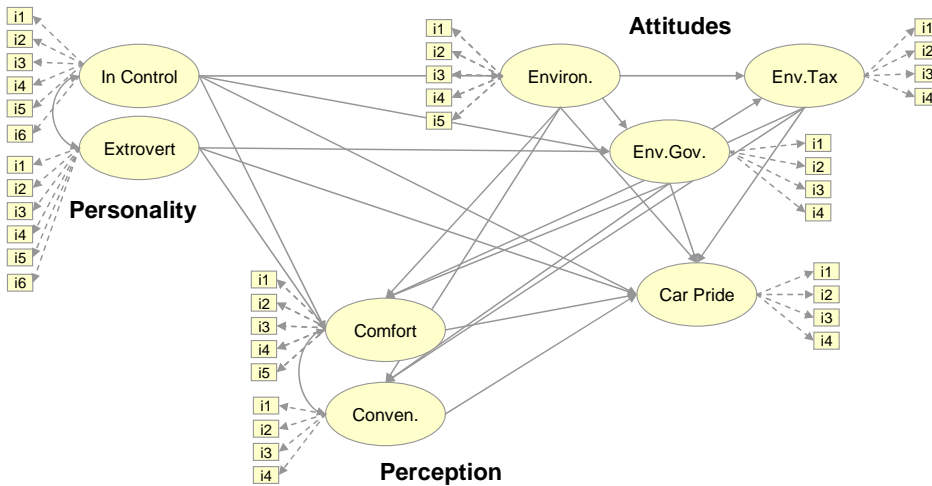 Attitudes
Personality
Perception
In Control
i1
i2
i3
i4
i5
i6
Extrovert
i1
i2
i3
i4
i5
i6
Environ.
i1
i2
i3
i4
i5
Env.Tax
i1
i2
i3
i4
Env.Gov.
i1
i2
i3
i4
Car Pride
i1
i2
i3
i4
Comfort
i1
i2
i3
i4
i5
Conven.
i1
i2
i3
i4